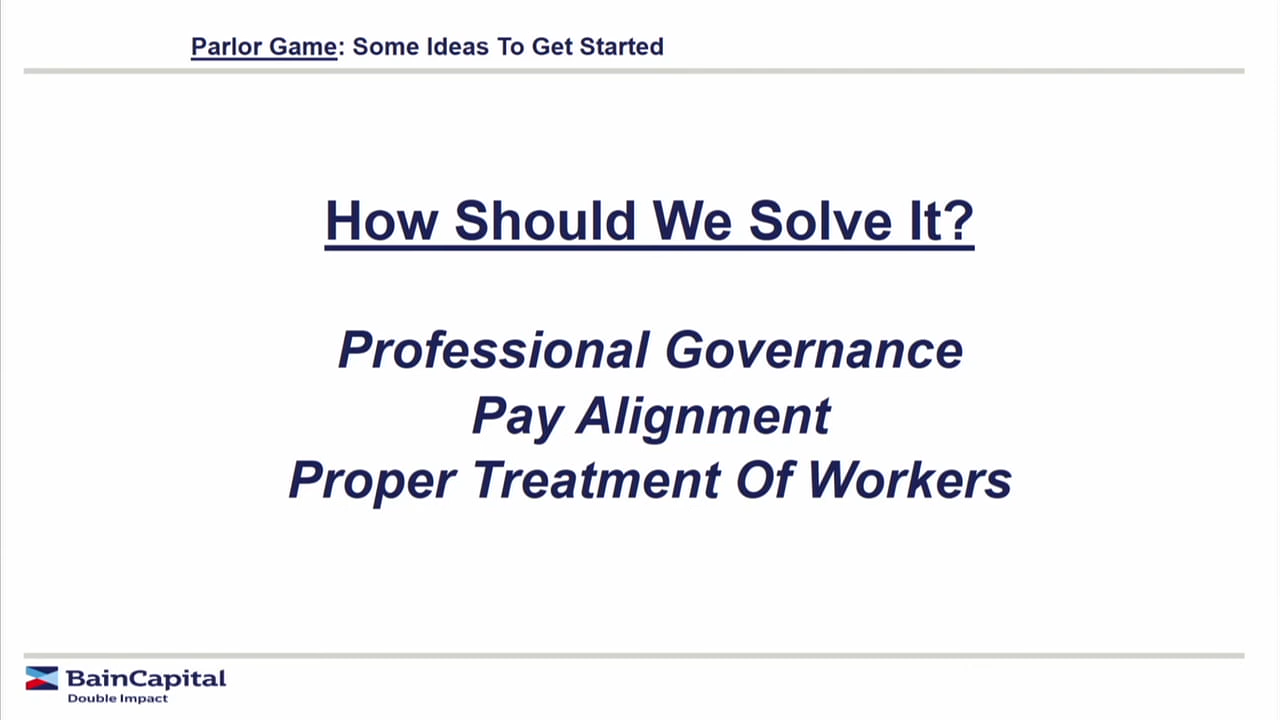 Parlor Game: Some Ideas To Get Started
How Should We Solve It?
Professional Governance
Pay Alignment
Proper Treatment Of Workers
BainCapital
Double Impact